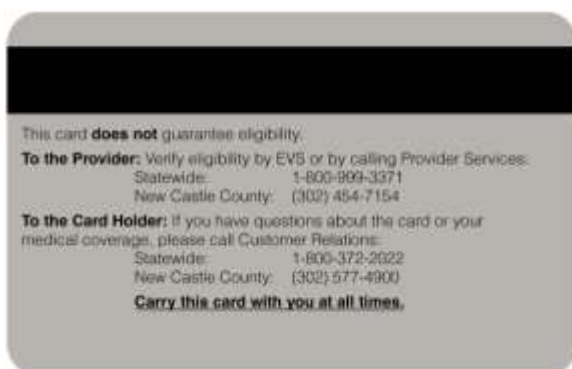 This card does not guarantee eligibility.
To the Provider: Verify eligibility by EVS or by calling Provider Services:
Statewide: 1-800-999-3371
New Castle County: (302) 454-7154
To the Card Holder: If you have questions about the card or your
medical coverage, please call Customer Relations:
Statewide: 1-800-372-2022
New Castle County: (302) 577-4900
Carry this card with you at all times.